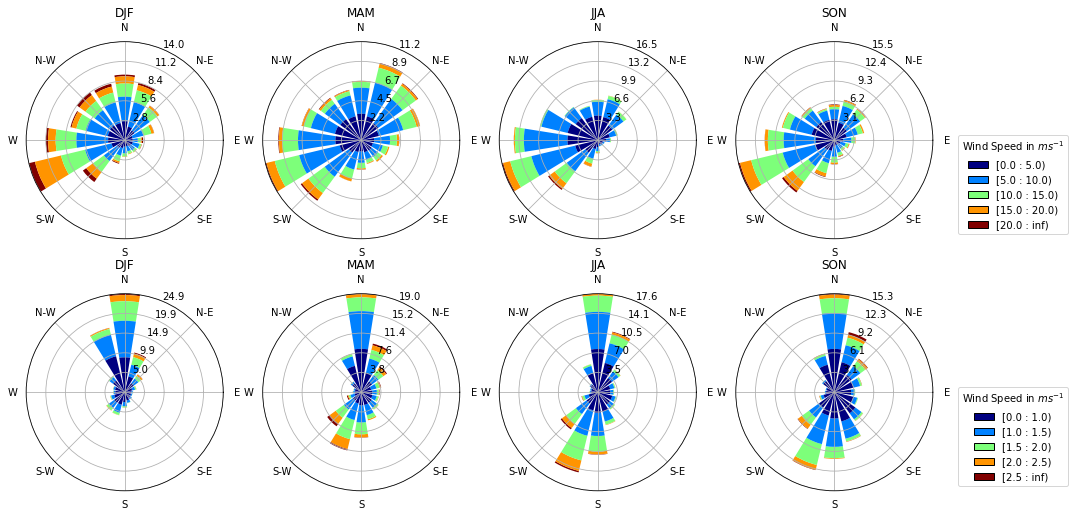 DJF MAM JJA SON
N N N N
14.0 11.2 16.5 15.5
N-W 11.2 N-E N-W 8.9 N-E N-W 13.2 N-E N-W 12.4 N-E
8.4 6.7 9.9 9.3
5.6 4.5 6.6 6.2
2.8 2.2 3.3 3.1
W E W E W E W E
S-W S-E S-W S-E S-W S-E S-W S-E
S S S S
Wind Speed in ms⁻¹
[0.0 : 5.0)
[5.0 : 10.0)
[10.0 : 15.0)
[15.0 : 20.0)
[20.0 : inf)
DJF MAM JJA SON
N N N N
24.9 19.0 17.6 15.3
N-W 19.9 N-E N-W 15.2 N-E N-W 14.1 N-E N-W 12.3 N-E
14.9 11.4 10.5 9.2
9.9 7.6 7.0 6.1
5.0 3.8
W E W E W E W E
S-W S-E S-W S-E S-W S-E S-W S-E
S S S S
Wind Speed in ms⁻¹
[0.0 : 1.0)
[1.0 : 1.5)
[1.5 : 2.0)
[2.0 : 2.5)
[2.5 : inf)